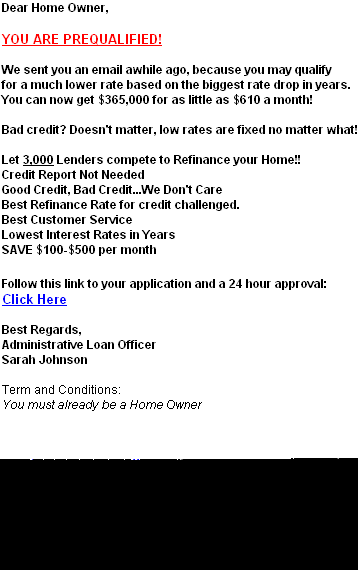 Dear Home Owner,
YOU ARE PREQUALIFIED!
We sent you an email awhile ago, because you may qualify
for a much lower rate based on the biggest rate drop in years.
You can now get $365,000 for as little as $610 a month!
Bad credit? Doesn't matter, low rates are fixed no matter what!
Let 3,000 Lenders compete to Refinance your Home!!
Credit Report Not Needed
Good Credit, Bad Credit...We Don't Care
Best Refinance Rate for credit challenged.
Best Customer Service
Lowest Interest Rates in Years
SAVE $100-$500 per month
Follow this link to your application and a 24 hour approval:
Click Here
Best Regards,
Administrative Loan Officer
Sarah Johnson
Term and Conditions:
You must already be a Home Owner